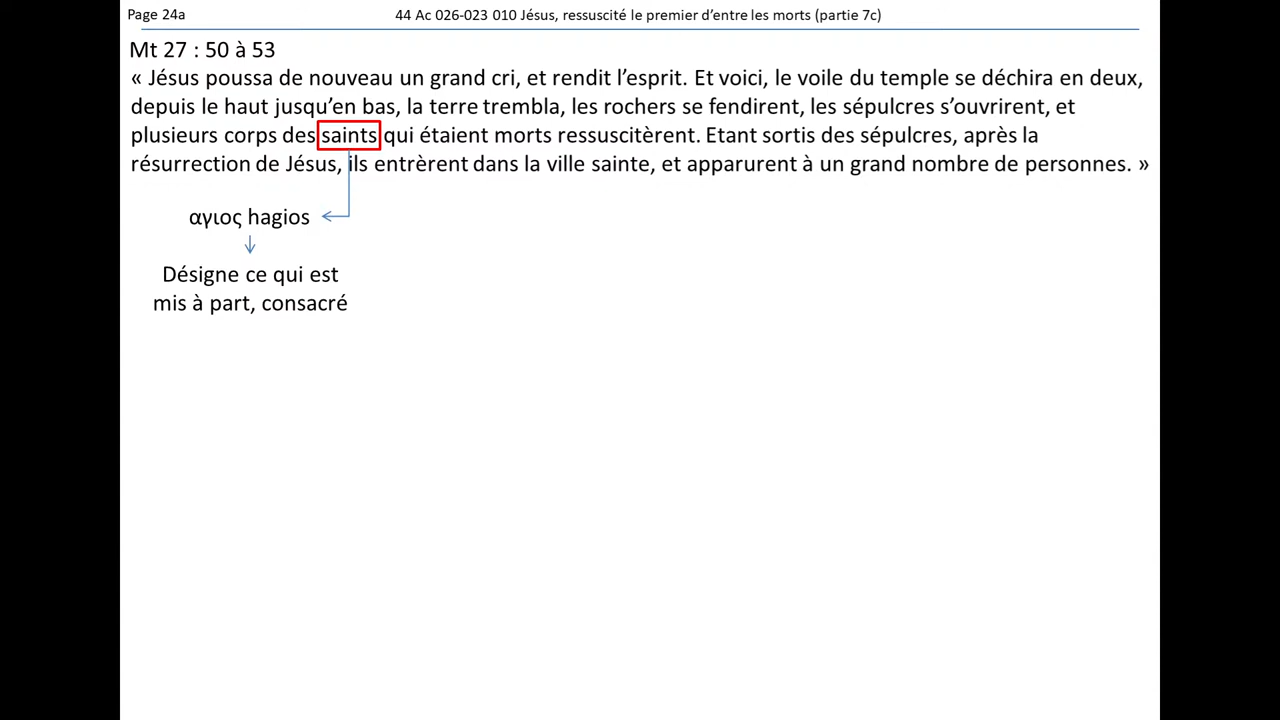 Page 24a
44 Ac 026-023 010 Jésus, ressuscité le premier d’entre les morts (partie 7c)
Mt 27 : 50 à 53
« Jésus poussa de nouveau un grand cri, et rendit l’esprit. Et voici, le voile du temple se déchira en deux,
depuis le haut jusqu’en bas, la terre trembla, les rochers se fendirent, les sépulcres s’ouvrirent, et
plusieurs corps des saints qui étaient morts ressuscitèrent. Etant sortis des sépulcres, après la
résurrection de Jésus, ils entrèrent dans la ville sainte, et apparurent à un grand nombre de personnes. »
αγιος hagios
Désigne ce qui est
mis à part, consacré